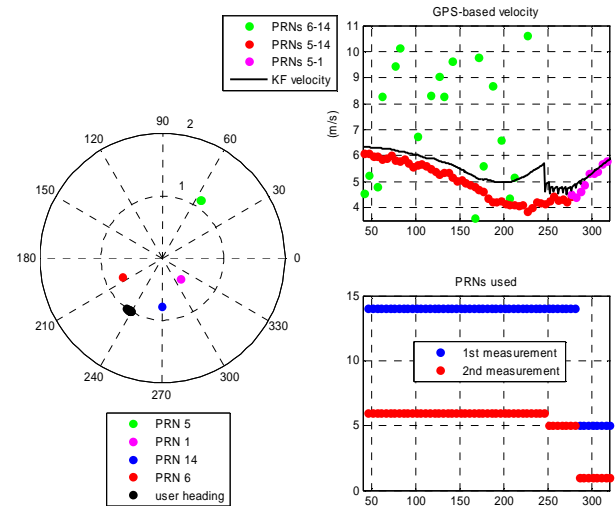 GPS-based velocity
PRNs 6-14
PRNs 5-14
PRNs 5-1
KF velocity
(m/s)
11
10
9
8
7
6
5
4
50 100 150 200 250 300
90
2
120
60
1
150
30
180
0
210
330
240
300
270
PRN 5
PRN 1
PRN 14
PRN 6
user heading
PRNs used
15
10
5
0
1st measurement
2nd measurement
50 100 150 200 250 300